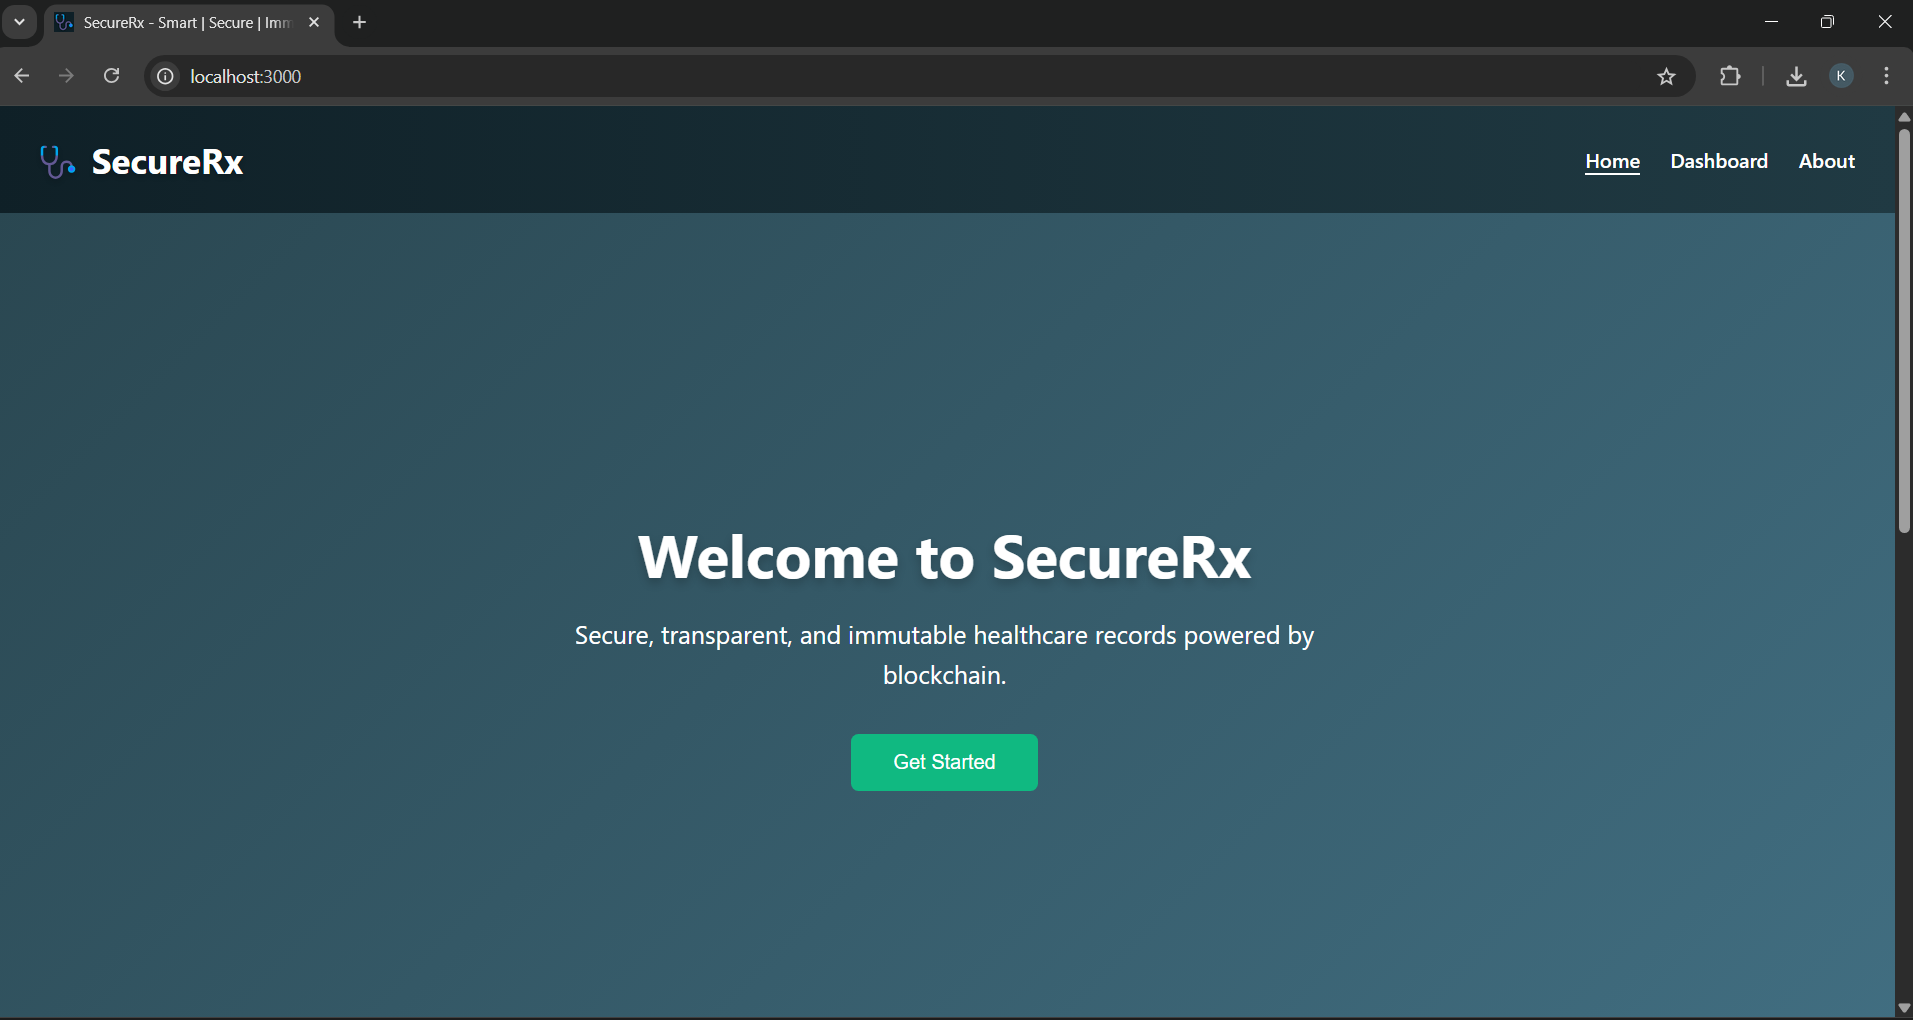 SecureRx - Smart | Secure | Imm
localhost:3000
K
SecureRx
Home Dashboard About
Welcome to SecureRx
Secure, transparent, and immutable healthcare records powered by
blockchain.
Get Started